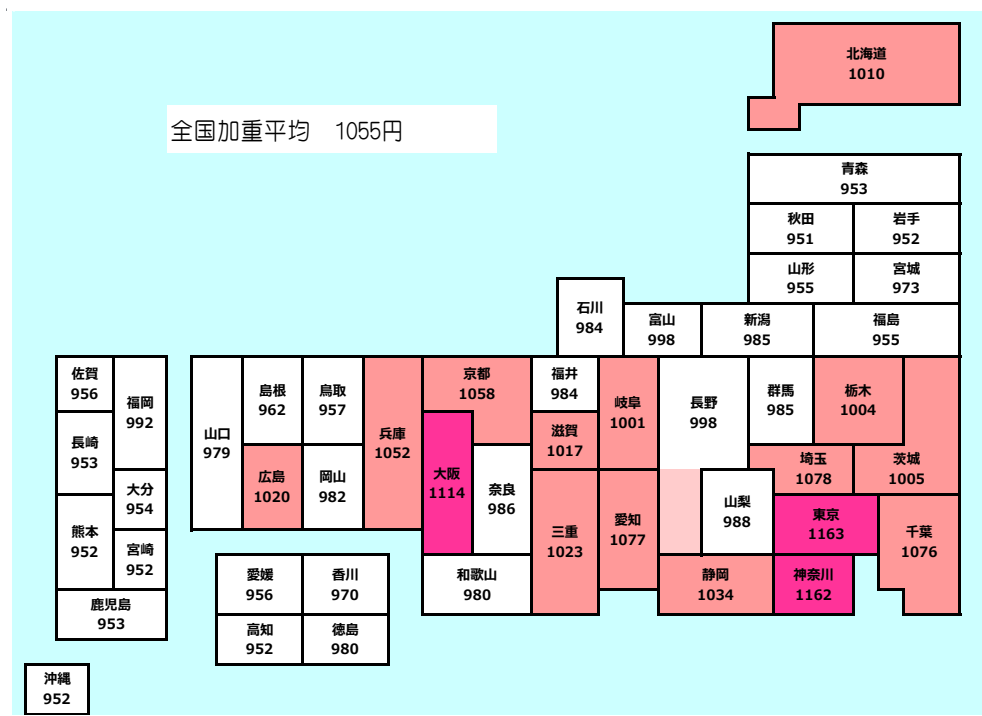 北海道
1010
全国加重平均　1055円
青森
953
秋田
951
岩手
952
山形
955
宮城
973
石川
984
富山
998
新潟
985
福島
955
佐賀
956
福岡
992
長崎
953
大分
954
熊本
952
宮崎
952
鹿児島
953
沖縄
952
山口
979
島根
962
鳥取
957
広島
1020
岡山
982
兵庫
1052
京都
1058
大阪
1114
奈良
986
和歌山
980
福井
984
滋賀
1017
三重
1023
岐阜
1001
愛知
1077
長野
998
山梨
988
静岡
1034
群馬
985
栃木
1004
埼玉
1078
茨城
1005
東京
1163
千葉
1076
神奈川
1162
愛媛
956
香川
970
高知
952
徳島
980